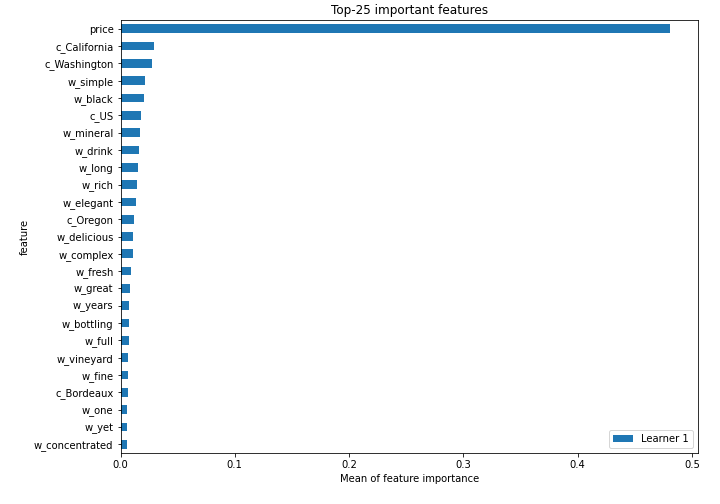 Top-25 important features
price
c_California
c_Washington
w_simple
w_black
c_US
w_mineral
w_drink
w_long
w_rich
w_elegant
c_Oregon
w_delicious
w_complex
w_fresh
w_great
w_years
w_bottling
w_full
w_vineyard
w_fine
c_Bordeaux
w_one
w_yet
w_concentrated
feature
Learner 1
0.0 0.1 0.2 0.3 0.4 0.5
Mean of feature importance